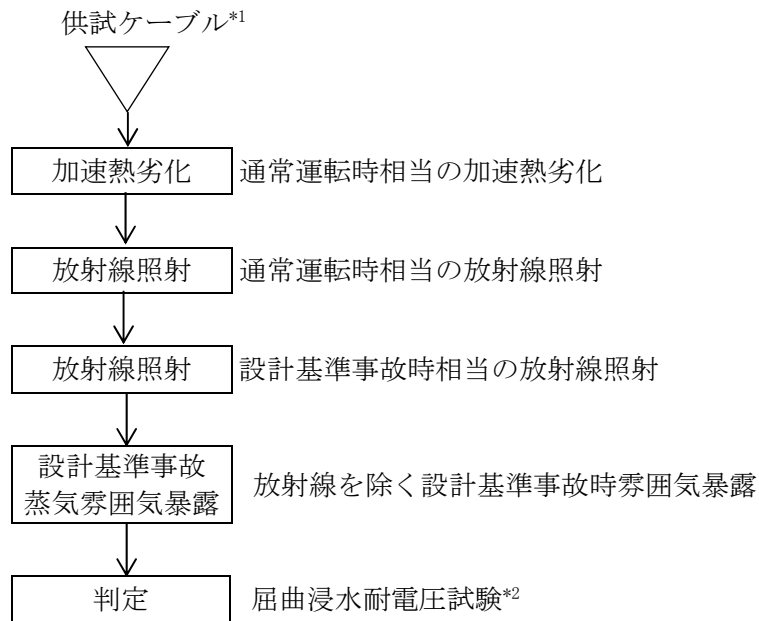 供試ケーブル*1
加速熱劣化 通常運転時相当の加速熱劣化
放射線照射 通常運転時相当の放射線照射
放射線照射 設計基準事故時相当の放射線照射
設計基準事故
蒸気雰囲気暴露
放射線を除く設計基準事故時雰囲気暴露
判定 屈曲浸水耐電圧試験*2